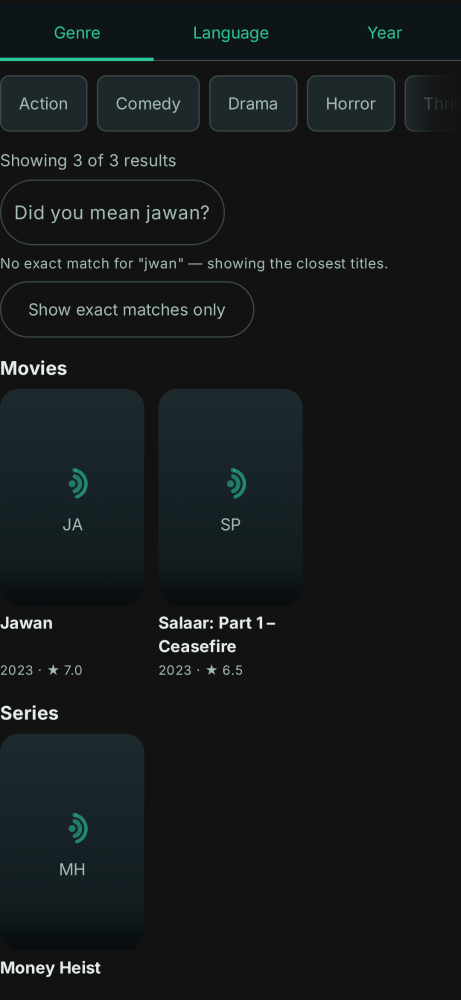 Genre Language Year
Action Comedy Drama Horror
Showing 3 of 3 results
Did you mean jawan?
No exact match for "jwan" — showing the closest titles.
Show exact matches only
Movies
JA SP
Jawan Salaar: Part 1 – Ceasefire
2023 · ★ 7.0 2023 · ★ 6.5
Series
MH
Money Heist